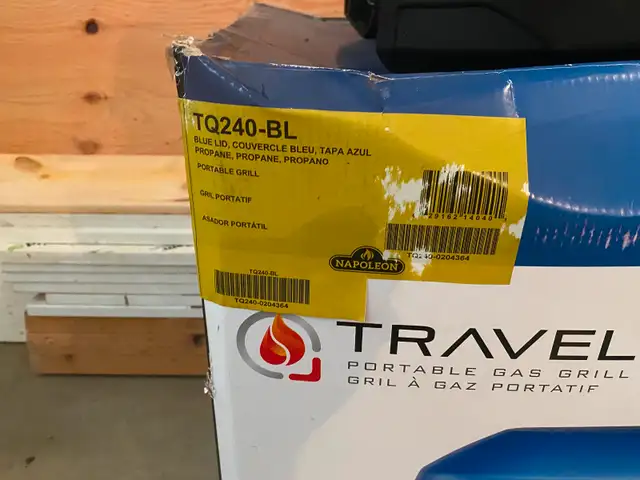 TQ240-BL
BLUE LID, COUVERCLE BLEU, TAPA AZUL
PROPANE, PROPANE, PROPANO
PORTABLE GRILL
GRIL PORTATIF
ASADOR PORTÁTIL
NAPOLEON
TQ240-BL
TQ240-0204364
TRAVEL
PORTABLE GAS GRILL
GRIL À GAZ PORTATIF